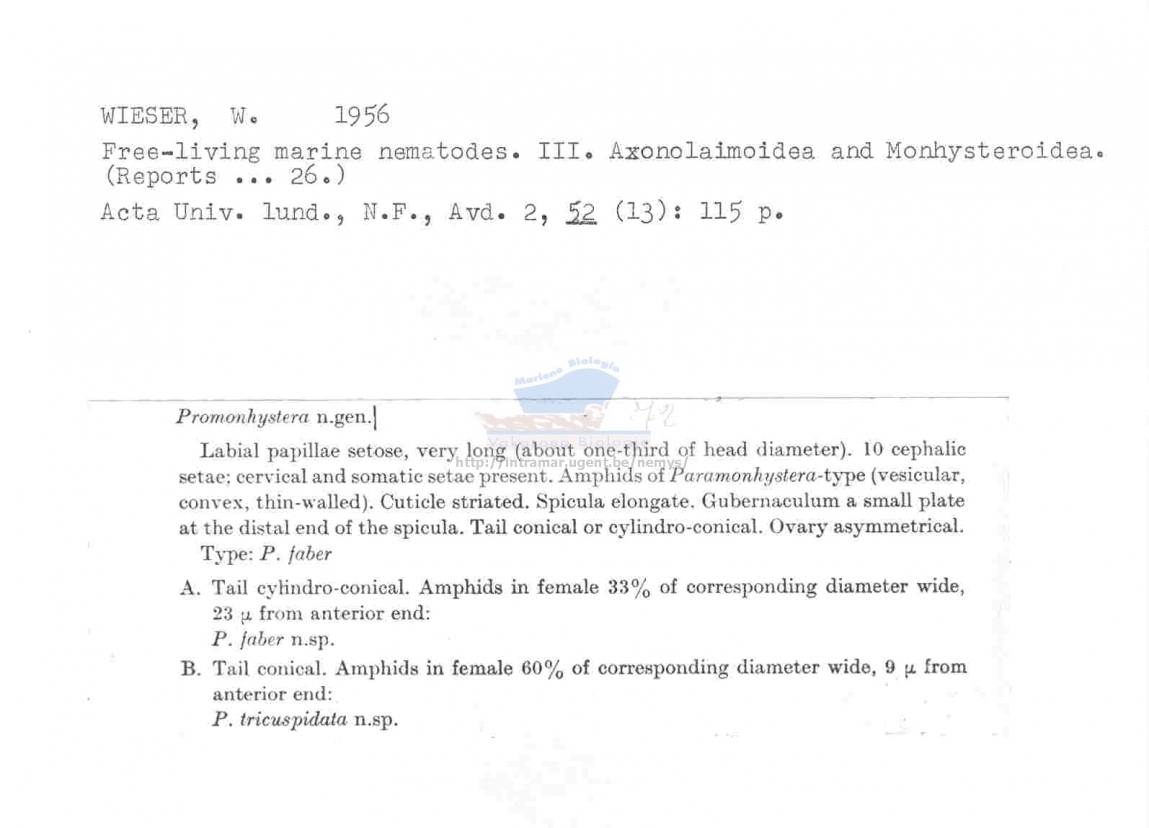 WIESER, W. 1956
Free-living marine nematodes. III. Axonolaimoidea and Monhysteroidea.
(Reports ... 26.)
Acta Univ. lund., N.F., Avd. 2, 52 (13): 115 p.
Mariene Biologie
Promonhystera n.gen.
72
Labial papillae setose, very long (about one-third of head diameter). 10 cephalic
http://intramar.ugent.be/nemys/
setae; cervical and somatic setae present. Amphids of Paramonhystera-type (vesicular,
convex, thin-walled). Cuticle striated. Spicula elongate. Gubernaculum a small plate
at the distal end of the spicula. Tail conical or cylindro-conical. Ovary asymmetrical.
Type: P. faber
A. Tail cylindro-conical. Amphids in female 33% of corresponding diameter wide,
23 μ from anterior end:
P. faber n.sp.
B. Tail conical. Amphids in female 60% of corresponding diameter wide, 9 μ from
anterior end:
P. tricuspidata n.sp.